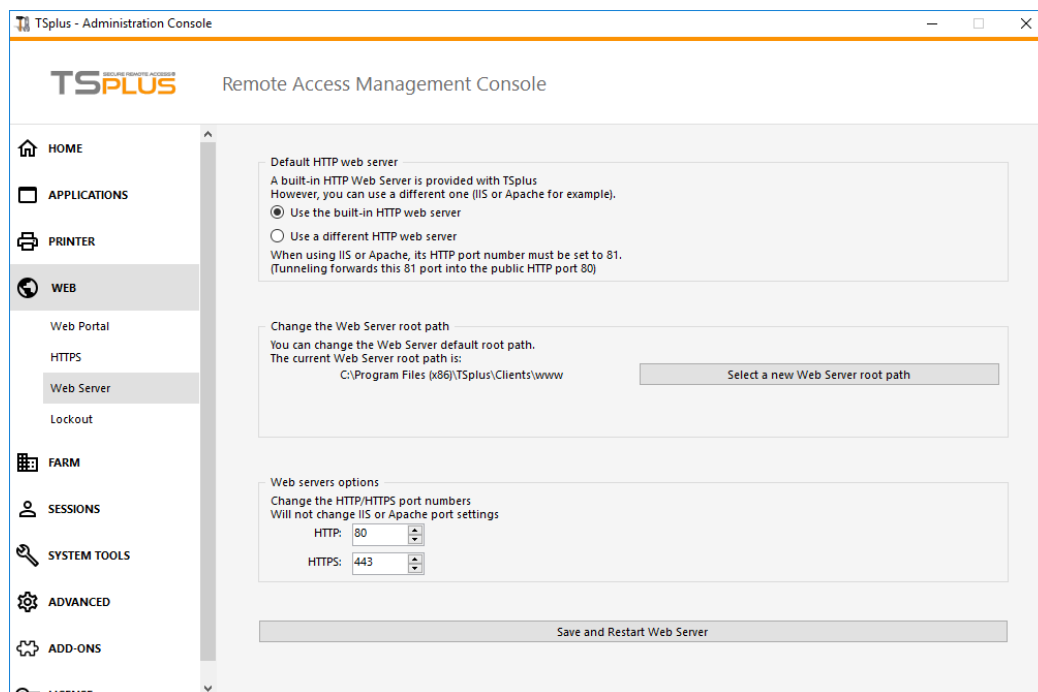 TSplus - Administration Console
TSPLUS
SECURE REMOTE ACCESS®
Remote Access Management Console
HOME
APPLICATIONS
PRINTER
WEB
Web Portal
HTTPS
Web Server
Lockout
FARM
SESSIONS
SYSTEM TOOLS
ADVANCED
ADD-ONS
Default HTTP web server
A built-in HTTP Web Server is provided with TSplus
However, you can use a different one (IIS or Apache for example).
Use the built-in HTTP web server
Use a different HTTP web server
When using IIS or Apache, its HTTP port number must be set to 81.
(Tunneling forwards this 81 port into the public HTTP port 80)
Change the Web Server root path
You can change the Web Server default root path.
The current Web Server root path is:
C:\Program Files (x86)\TSplus\Clients\www
Select a new Web Server root path
Web servers options
Change the HTTP/HTTPS port numbers
Will not change IIS or Apache port settings
HTTP: 80
HTTPS: 443
Save and Restart Web Server